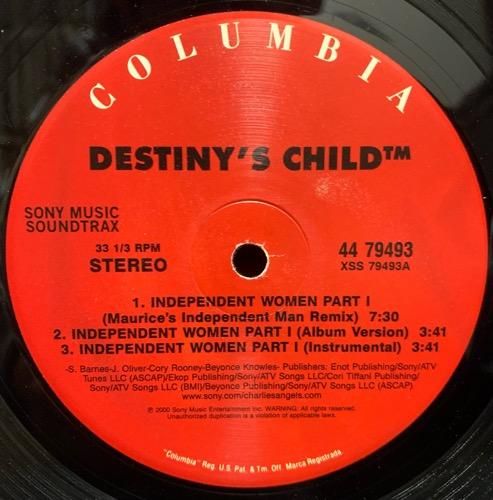 COLUMBIA
DESTINY'S CHILD™
SONY MUSIC
SOUNDTRAX
33 1/3 RPM
STEREO
44 79493
XSS 79493A
1. INDEPENDENT WOMEN PART I
(Maurice's Independent Man Remix) 7:30
2. INDEPENDENT WOMEN PART I (Album Version) 3:41
3. INDEPENDENT WOMEN PART I (Instrumental) 3:41
-S. Barnes-J. Oliver-Cory Rooney-Beyonce Knowles- Publishers. Enot Publishing/Sony/ATV
Tunes LLC (ASCAP)/Ekop Publishing/Sony/ATV Songs LLC/Cori Tiffani Publishing/
Sony/ATV Songs LLC (BMI)/Beyonce Publishing/Sony/ATV Songs LLC (ASCAP)
www.sony.com/charliesangels.com
℗ 2000 Sony Music Entertainment Inc. WARNING: All rights reserved.
Unauthorized duplication is a violation of applicable laws.
"Columbia" Reg. U.S. Pat. & Tm. Off. Marca Registrada.